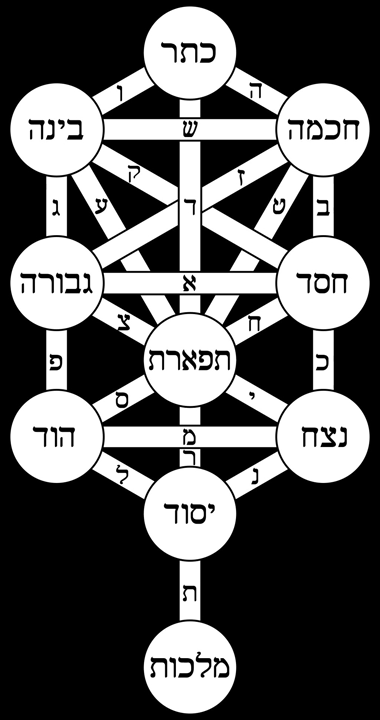 כתר
ו ה
בינה ש חכמה
ק ז
ג ע ד ט ב
גבורה א חסד
צ ח
תפארת
פ כ
ס י
הוד מ נצח
ר
ל נ
יסוד
ת
מלכות